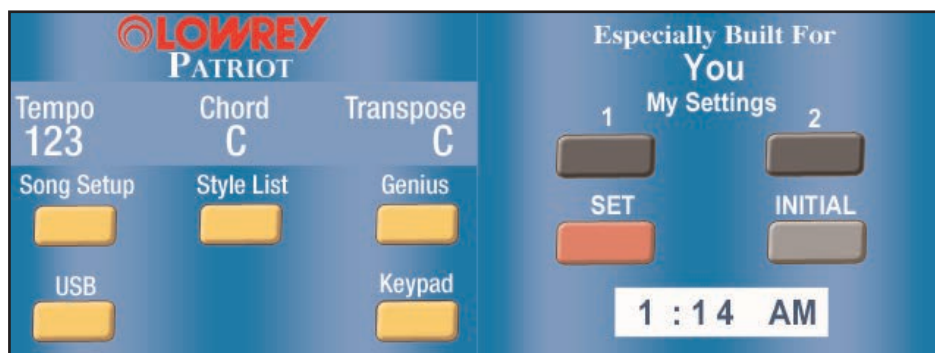 LOWREY
PATRIOT
Tempo Chord Transpose
123 C C
Song Setup Style List Genius
USB Keypad
Especially Built For
You
My Settings
1 2
SET INITIAL
1:14 AM